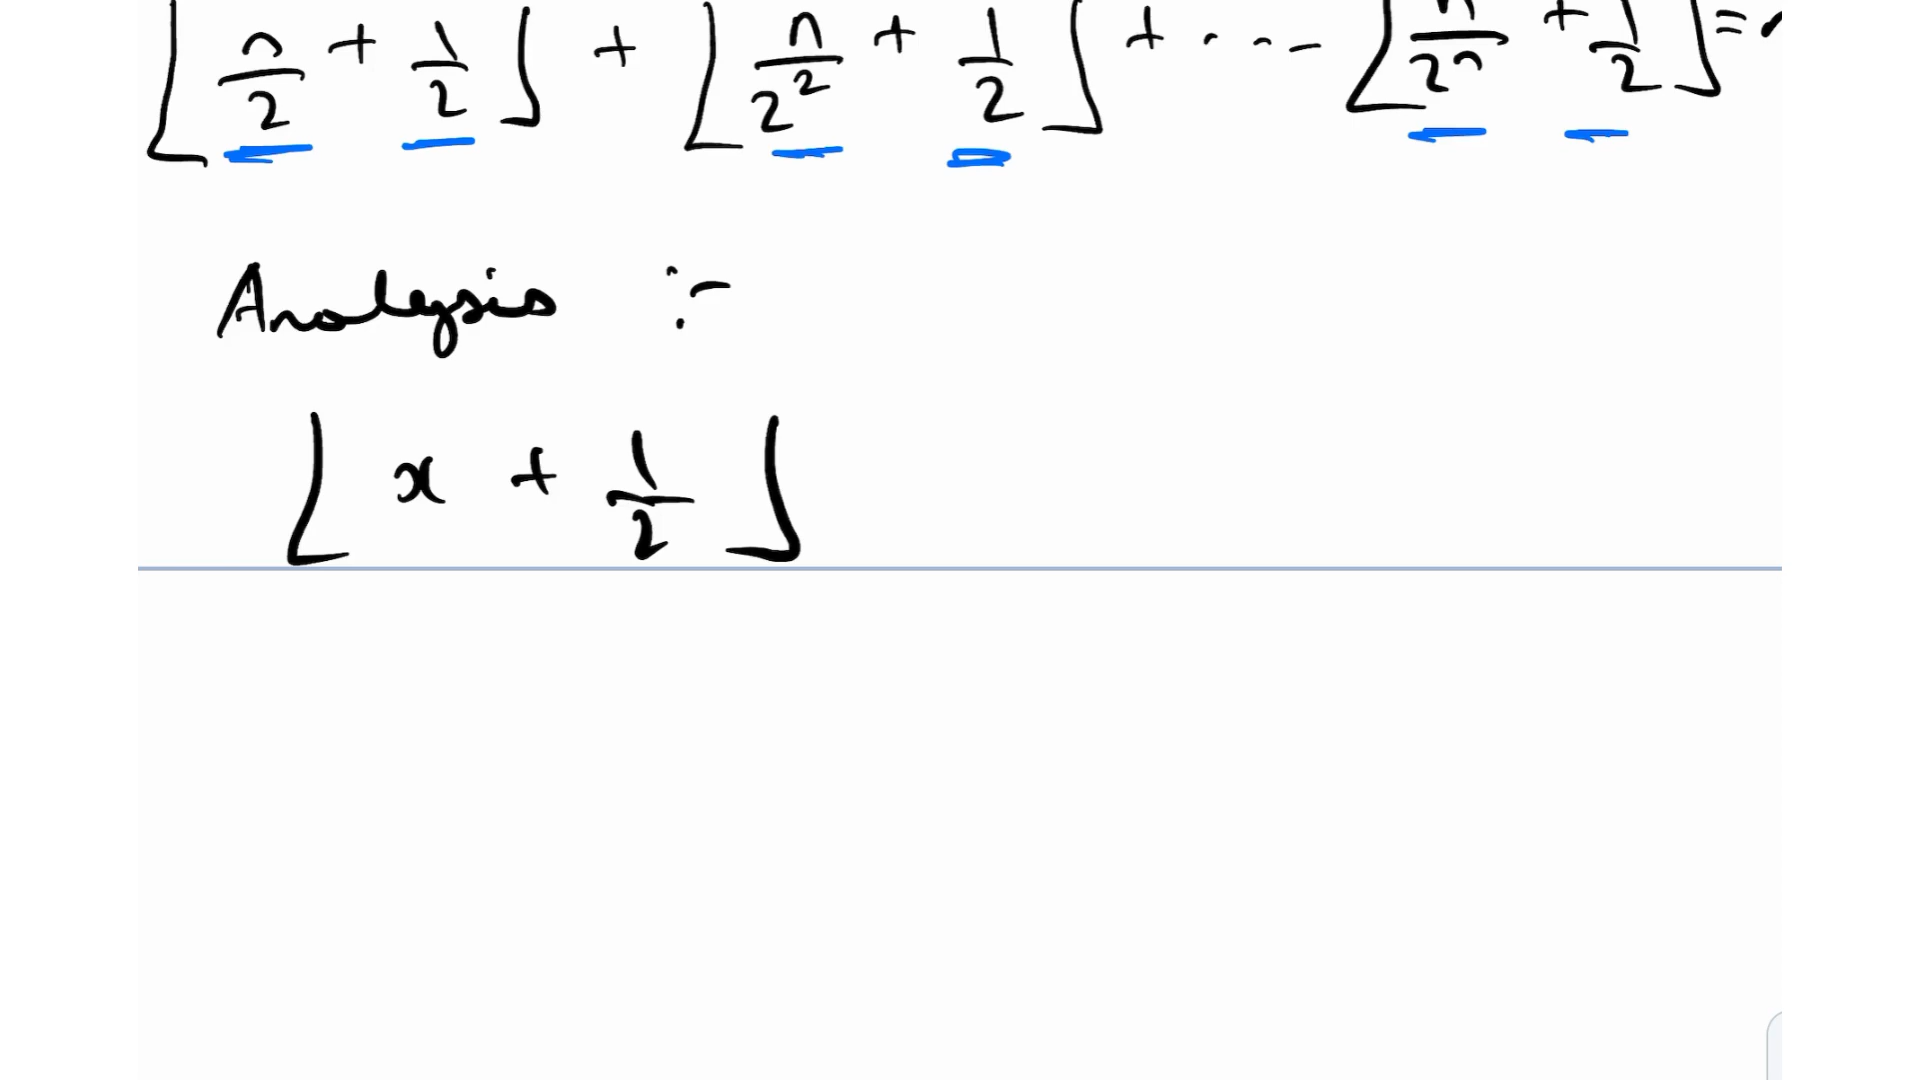 ⌊n/2 + 1/2⌋ + ⌊n/2² + 1/2⌋ + ... ⌊n/2ⁿ + 1/2⌋ =
Analysis :-
⌊x + 1/2⌋